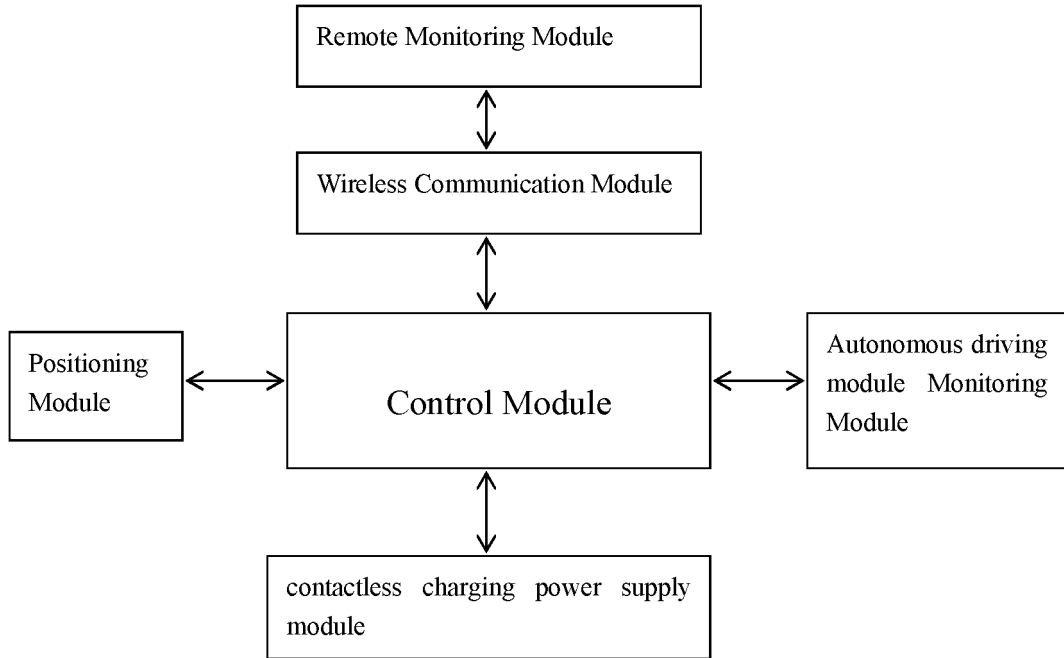 Remote Monitoring Module
Wireless Communication Module
Positioning
Module
Control Module
Autonomous driving
module Monitoring
Module
contactless charging power supply
module